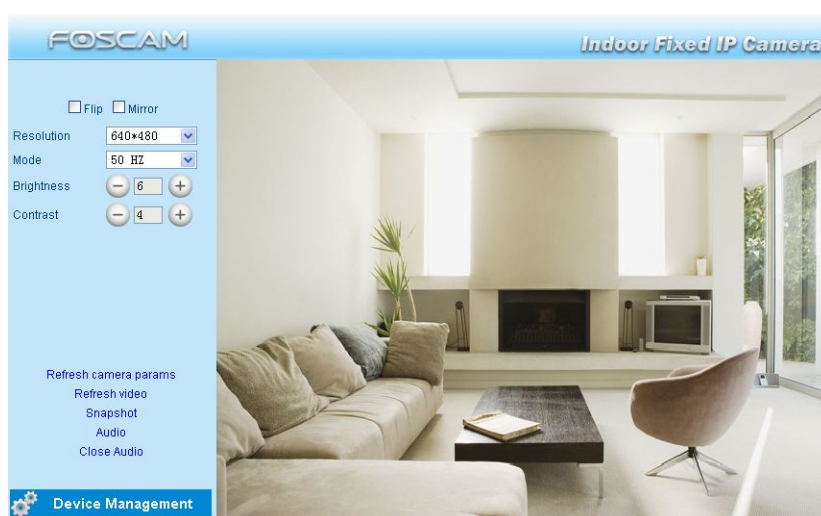 FOSCAM
Indoor Fixed IP Camera
Flip Mirror
Resolution 640*480
Mode 50 HZ
Brightness 6
Contrast 4
Refresh camera params
Refresh video
Snapshot
Audio
Close Audio
Device Management